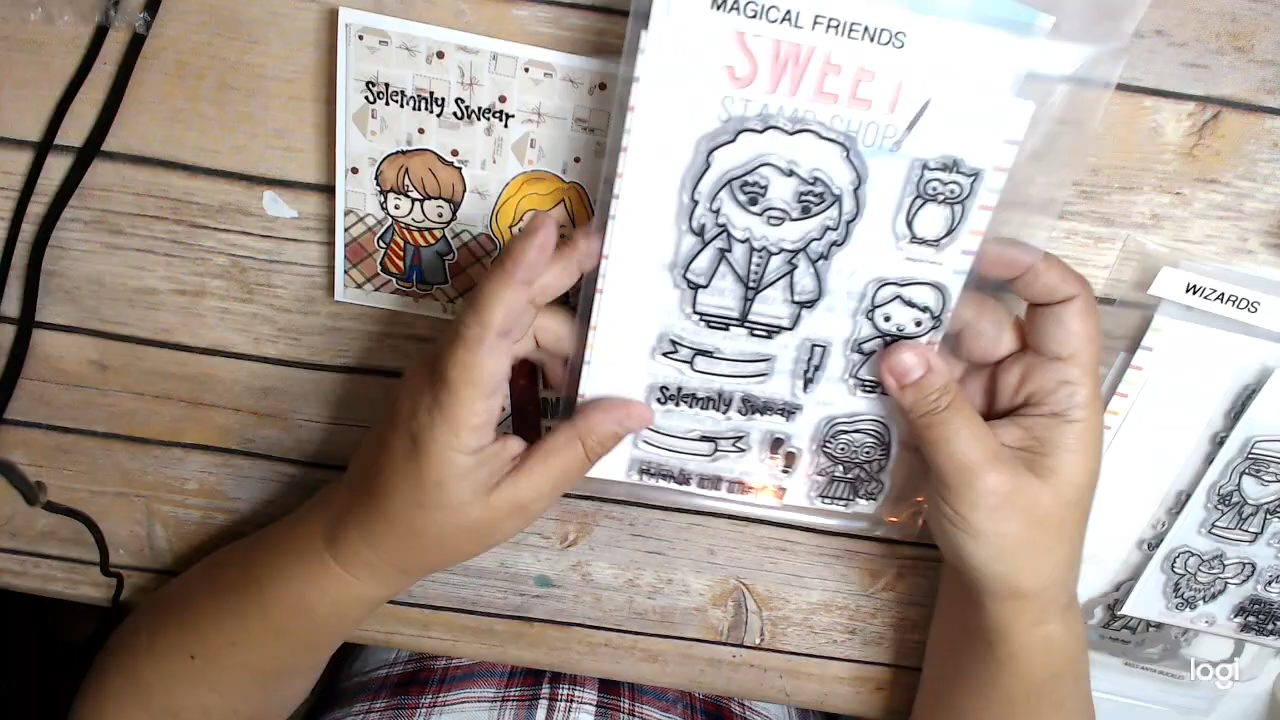 MAGICAL FRIENDS
SWEET
STAMP SHOP
Solemnly Swear
Solemnly Swear
WIZARDS
logi